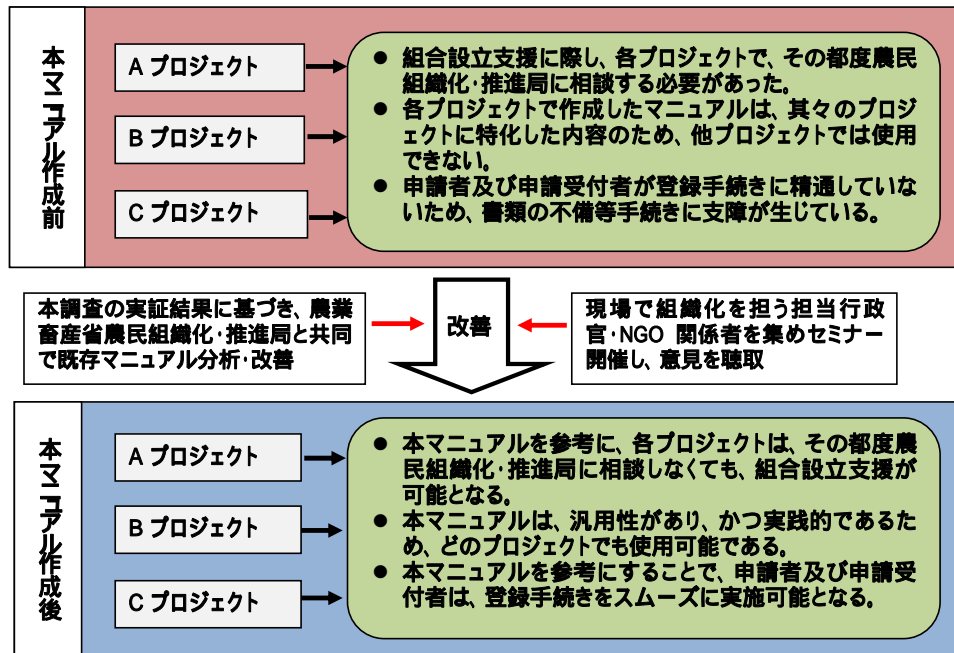 本マニュアル作成前
A プロジェクト
B プロジェクト
C プロジェクト
● 組合設立支援に際し、各プロジェクトで、その都度農民
組織化・推進局に相談する必要があった。
● 各プロジェクトで作成したマニュアルは、其々のプロジ
ェクトに特化した内容のため、他プロジェクトでは使用
できない。
● 申請者及び申請受付者が登録手続きに精通していな
いため、書類の不備等手続きに支障が生じている。
本調査の実証結果に基づき、農業
畜産省農民組織化・推進局と共同
で既存マニュアル分析・改善
改善
現場で組織化を担う担当行政
官・NGO 関係者を集めセミナー
開催し、意見を聴取
本マニュアル作成後
A プロジェクト
B プロジェクト
C プロジェクト
● 本マニュアルを参考に、各プロジェクトは、その都度農
民組織化・推進局に相談しなくても、組合設立支援が
可能となる。
● 本マニュアルは、汎用性があり、かつ実践的であるた
め、どのプロジェクトでも使用可能である。
● 本マニュアルを参考にすることで、申請者及び申請受
付者は、登録手続きをスムーズに実施可能となる。